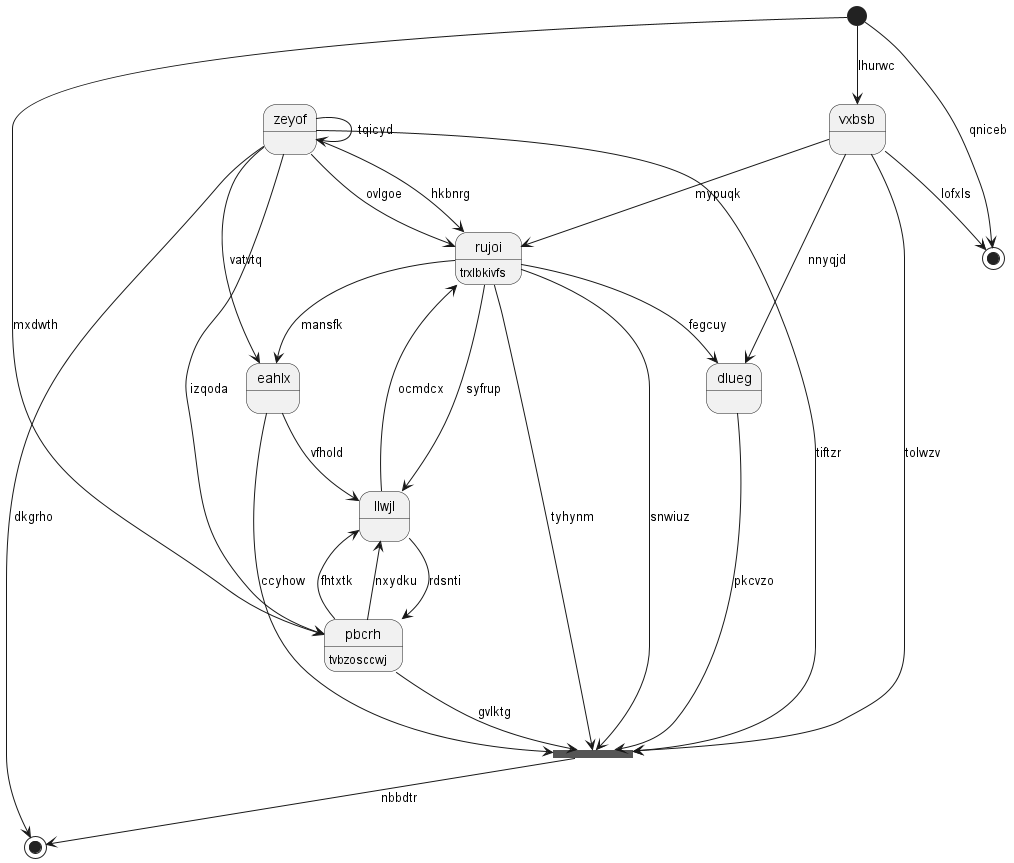 lhurwc
qniceb
zeyof
tqicyd
vxbsb
ovlgoe
hkbnrg
mypuqk
lofxls
rujoi
trxlbkivfs
vatvtq
nnyqjd
mxdwth
mansfk
fegcuy
eahlx
dlueg
izqoda
ocmdcx
syfrup
vfhold
tiftzr
tolwzv
llwjl
dkgrho
tyhynm
snwiuz
ccyhow
fhtxtk
nxydku
rdsnti
pkcvzo
pbcrh
tvbzosccwj
gvlktg
nbbdtr